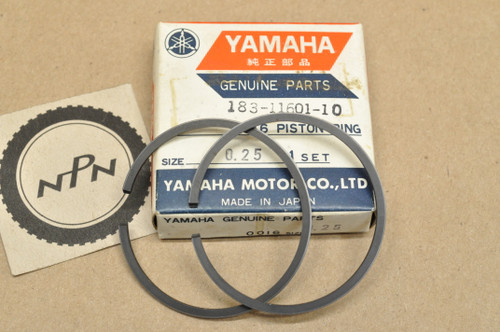 YAMAHA
純正部品
GENUINE PARTS
183-11601-10
6 PISTON RING
SIZE 0.25 1 SET
YAMAHA MOTOR CO., LTD
MADE IN JAPAN
YAMAHA GENUINE PARTS
NPN